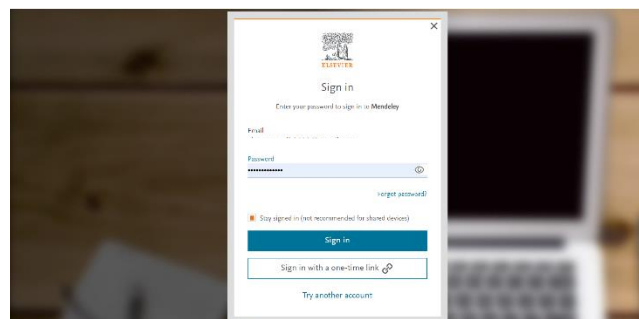 ELSEVIER
Sign in
Enter your password to sign in to Mendeley
Email
Password
••••••••••••••
Forgot password?
Stay signed in (not recommended for shared devices)
Sign in
Sign in with a one-time link
Try another account